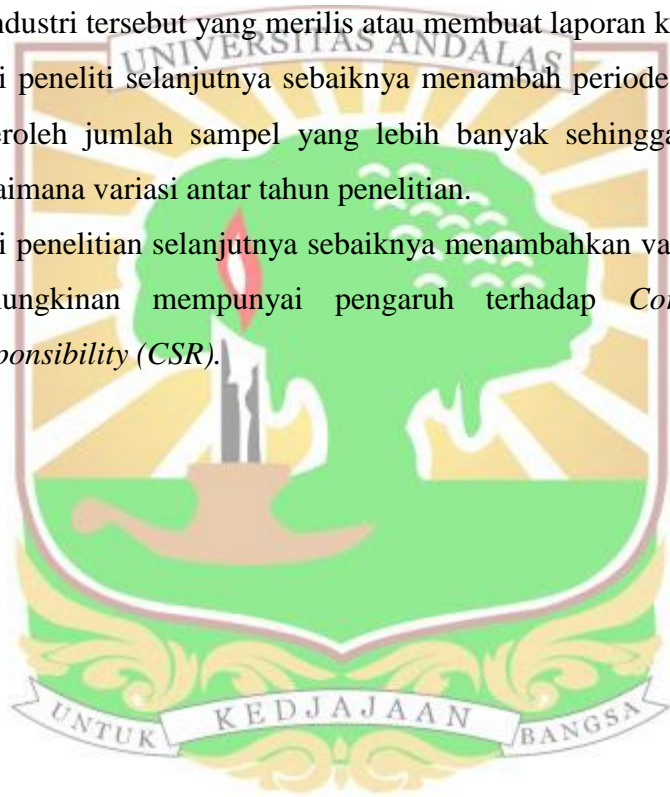 ndustri tersebut yang merilis atau membuat laporan k
UNIVERSITAS ANDALAS
i peneliti selanjutnya sebaiknya menambah periode
eroleh jumlah sampel yang lebih banyak sehingga
aimana variasi antar tahun penelitian.
i penelitian selanjutnya sebaiknya menambahkan va
ungkinan mempunyai pengaruh terhadap Cor
ponsibility (CSR).
UNTUK KEDJAJAAN BANGSA